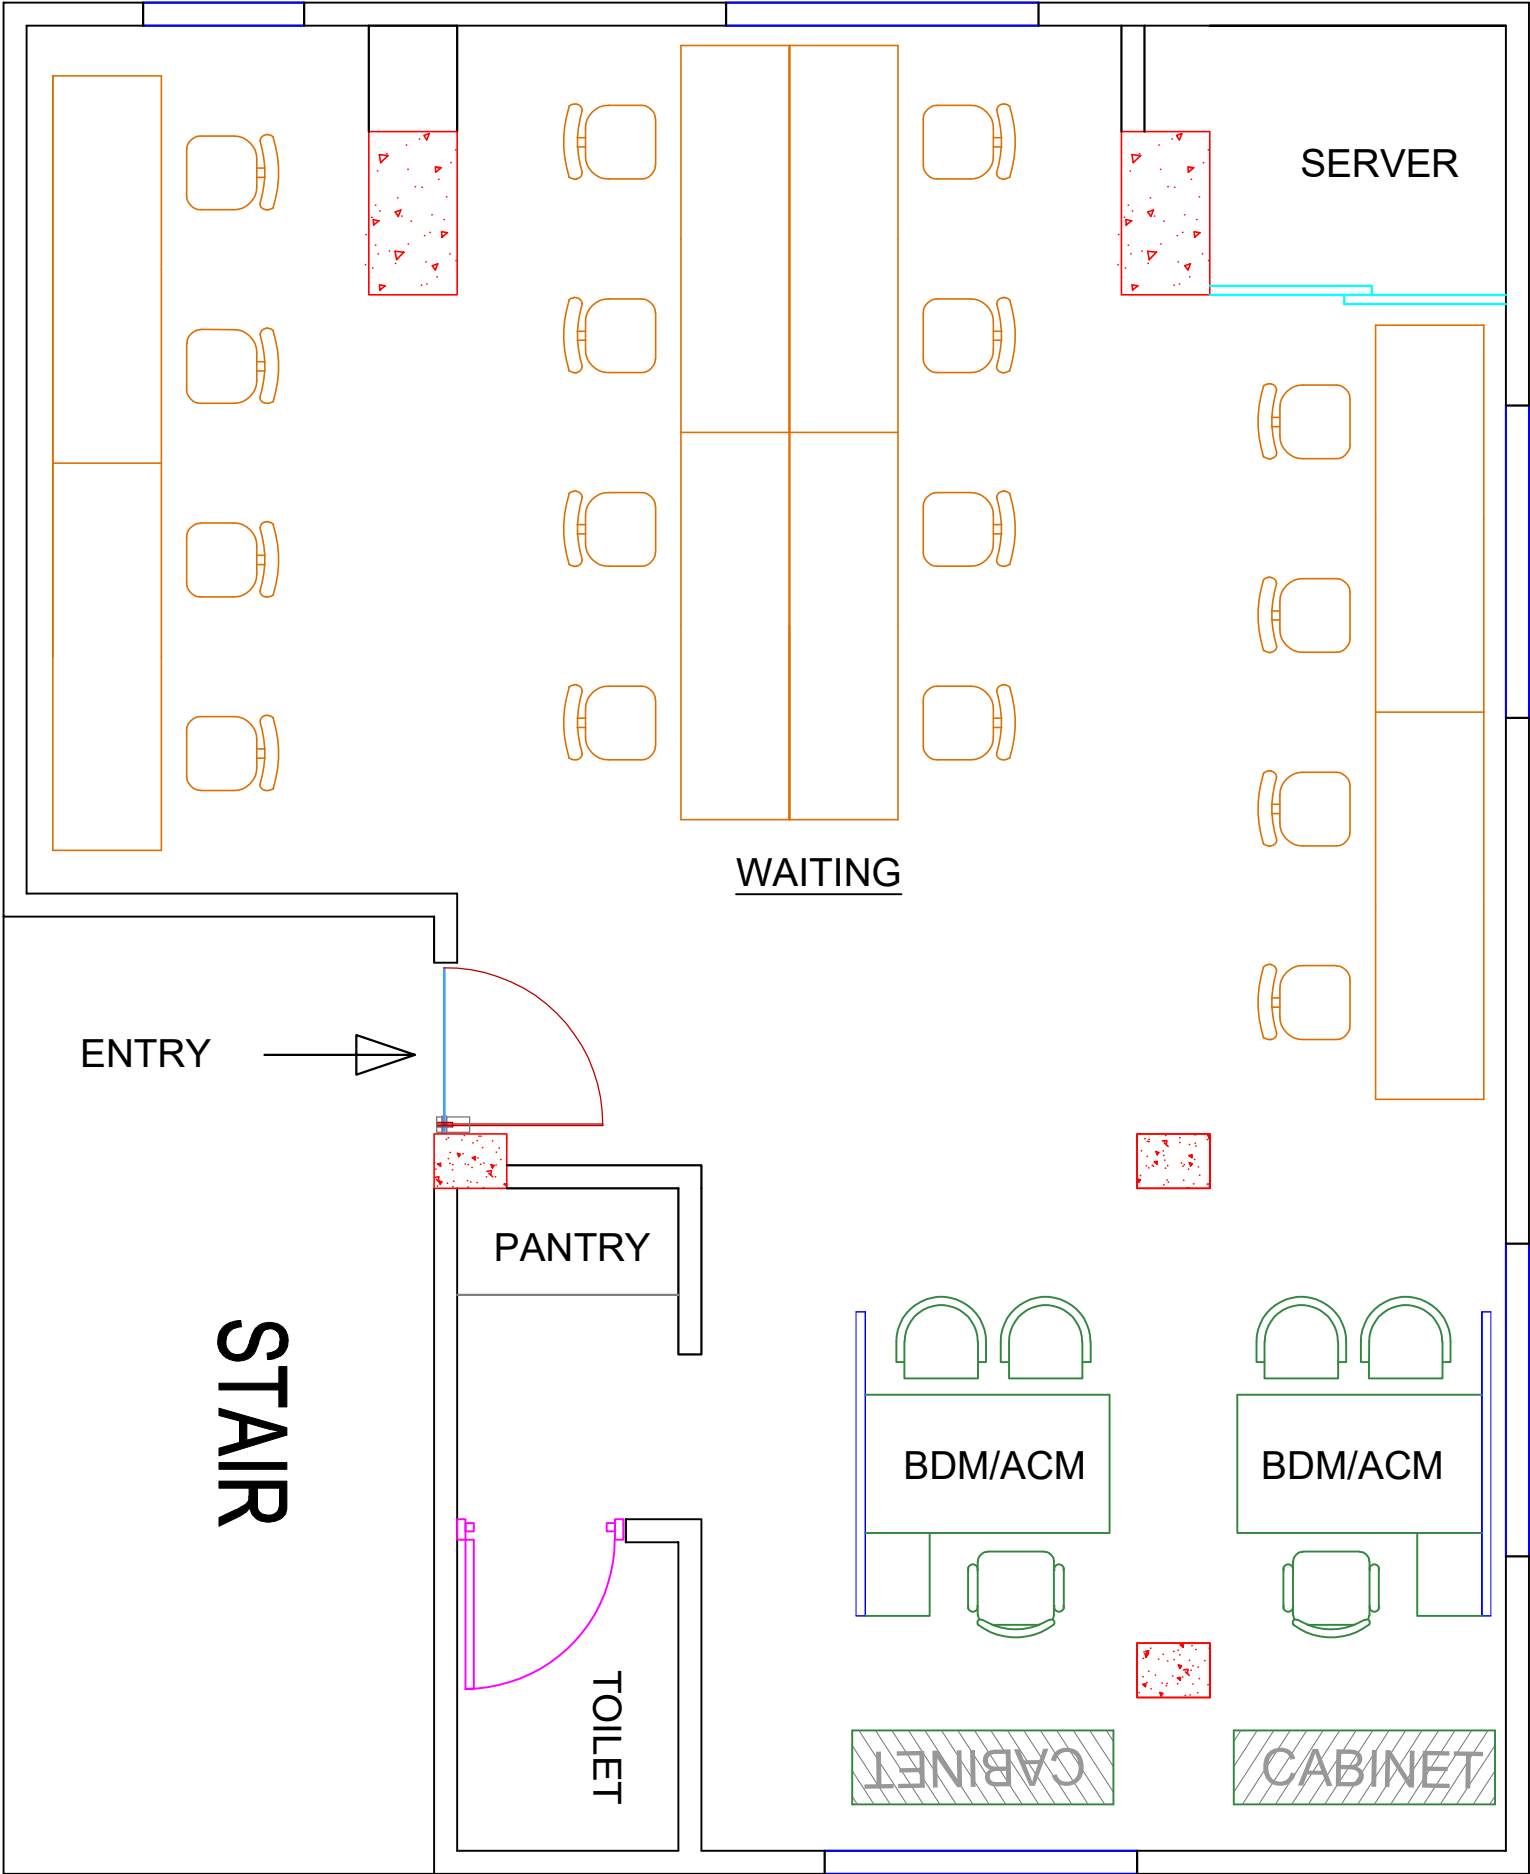 SERVER
WAITING
ENTRY
PANTRY
STAIR
BDM/ACM
BDM/ACM
TOILET
CABINET
CABINET